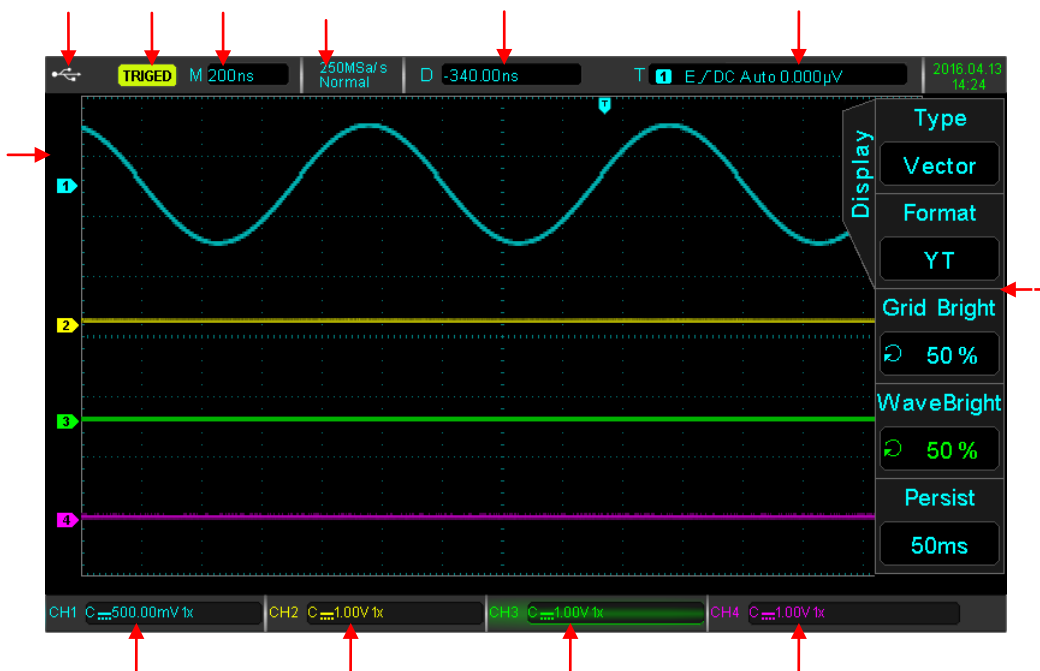 TRIGED M 200ns 250MSa/s D -340.00ns T 1 E DC Auto 0.000µV 2016.04.13
Normal 14:24
T
Display
Type
Vector
Format
YT
Grid Bright
50%
WaveBright
50%
Persist
50ms
1
2
3
4
CH1 C 500.00mV 1x CH2 C 1.00V 1x CH3 C 1.00V 1x CH4 C 1.00V 1x